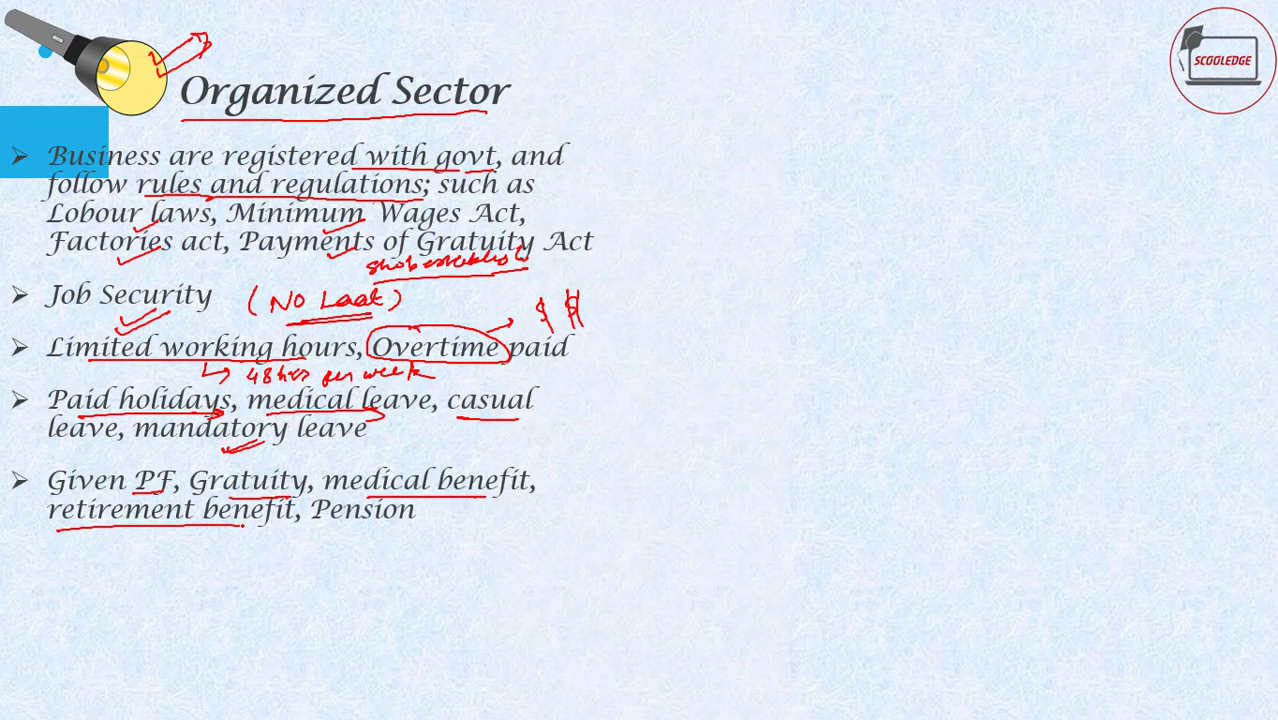 SCOOLEDGE
Organized Sector
➢ Business are registered with govt, and
follow rules and regulations; such as
Lobour laws, Minimum Wages Act,
Factories act, Payments of Gratuity Act
➢ Job Security (No )
$ $
➢ Limited working hours, Overtime paid
↳ 48 hrs per week
➢ Paid holidays, medical leave, casual
leave, mandatory leave
➢ Given PF, Gratuity, medical benefit,
retirement benefit, Pension